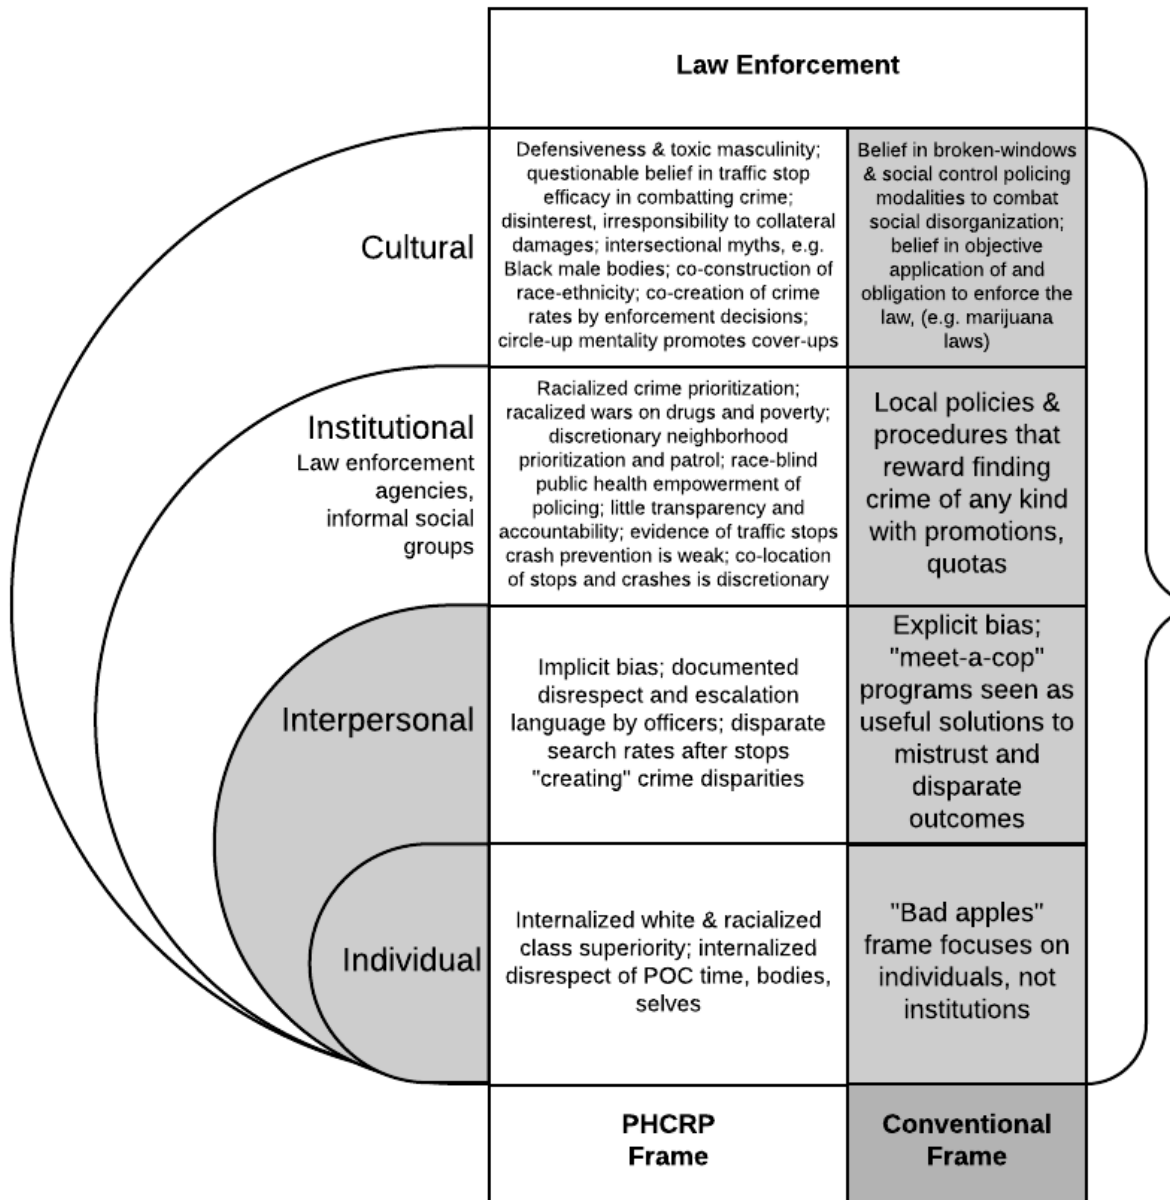 Law Enforcement
Cultural
Defensiveness & toxic masculinity;
questionable belief in traffic stop
efficacy in combatting crime;
disinterest, irresponsibility to collateral
damages; intersectional myths, e.g.
Black male bodies; co-construction of
race-ethnicity; co-creation of crime
rates by enforcement decisions;
circle-up mentality promotes cover-ups
Belief in broken-windows
& social control policing
modalities to combat
social disorganization;
belief in objective
application of and
obligation to enforce the
law, (e.g. marijuana
laws)
Institutional
Law enforcement
agencies,
informal social
groups
Racialized crime prioritization;
racalized wars on drugs and poverty;
discretionary neighborhood
prioritization and patrol; race-blind
public health empowerment of
policing; little transparency and
accountability; evidence of traffic stops
crash prevention is weak; co-location
of stops and crashes is discretionary
Local policies &
procedures that
reward finding
crime of any kind
with promotions,
quotas
Interpersonal
Implicit bias; documented
disrespect and escalation
language by officers; disparate
search rates after stops
"creating" crime disparities
Explicit bias;
"meet-a-cop"
programs seen as
useful solutions to
mistrust and
disparate
outcomes
Individual
Internalized white & racialized
class superiority; internalized
disrespect of POC time, bodies,
selves
"Bad apples"
frame focuses on
individuals, not
institutions
PHCRP
Frame
Conventional
Frame